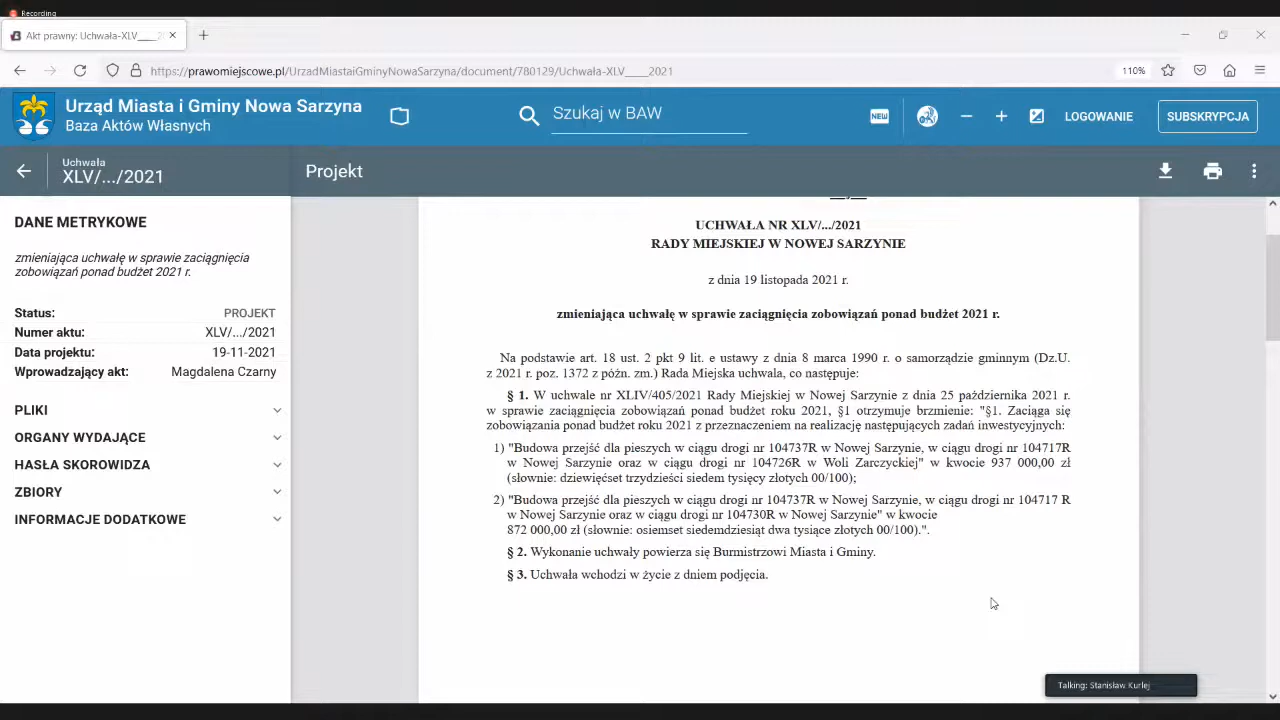 Recording
Akt prawny: Uchwała-XLV____20
https://prawomiejscowe.pl/UrzadMiastaiGminyNowaSarzyna/document/780129/Uchwała-XLV____2021
110%
Urząd Miasta i Gminy Nowa Sarzyna
Baza Aktów Własnych
Szukaj w BAW
NEW
LOGOWANIE
SUBSKRYPCJA
Uchwała
XLV/.../2021
Projekt
DANE METRYKOWE
zmieniająca uchwałę w sprawie zaciągnięcia
zobowiązań ponad budżet 2021 r.
Status: PROJEKT
Numer aktu: XLV/.../2021
Data projektu: 19-11-2021
Wprowadzający akt: Magdalena Czarny
PLIKI
ORGANY WYDAJĄCE
HASŁA SKOROWIDZA
ZBIORY
INFORMACJE DODATKOWE
UCHWAŁA NR XLV/.../2021
RADY MIEJSKIEJ W NOWEJ SARZYNIE
z dnia 19 listopada 2021 r.
zmieniająca uchwałę w sprawie zaciągnięcia zobowiązań ponad budżet 2021 r.
Na podstawie art. 18 ust. 2 pkt 9 lit. e ustawy z dnia 8 marca 1990 r. o samorządzie gminnym (Dz.U.
z 2021 r. poz. 1372 z późn. zm.) Rada Miejska uchwala, co następuje:
§ 1. W uchwale nr XLIV/405/2021 Rady Miejskiej w Nowej Sarzynie z dnia 25 października 2021 r.
w sprawie zaciągnięcia zobowiązań ponad budżet roku 2021, §1 otrzymuje brzmienie: "§1. Zaciąga się
zobowiązania ponad budżet roku 2021 z przeznaczeniem na realizację następujących zadań inwestycyjnych:
1) "Budowa przejść dla pieszych w ciągu drogi nr 104737R w Nowej Sarzynie, w ciągu drogi nr 104717R
w Nowej Sarzynie oraz w ciągu drogi nr 104726R w Woli Zarczyckiej" w kwocie 937 000,00 zł
(słownie: dziewięćset trzydzieści siedem tysięcy złotych 00/100);
2) "Budowa przejść dla pieszych w ciągu drogi nr 104737R w Nowej Sarzynie, w ciągu drogi nr 104717 R
w Nowej Sarzynie oraz w ciągu drogi nr 104730R w Nowej Sarzynie" w kwocie
872 000,00 zł (słownie: osiemset siedemdziesiąt dwa tysiące złotych 00/100).".
§ 2. Wykonanie uchwały powierza się Burmistrzowi Miasta i Gminy.
§ 3. Uchwała wchodzi w życie z dniem podjęcia.
Talking: Stanisław Kurlej